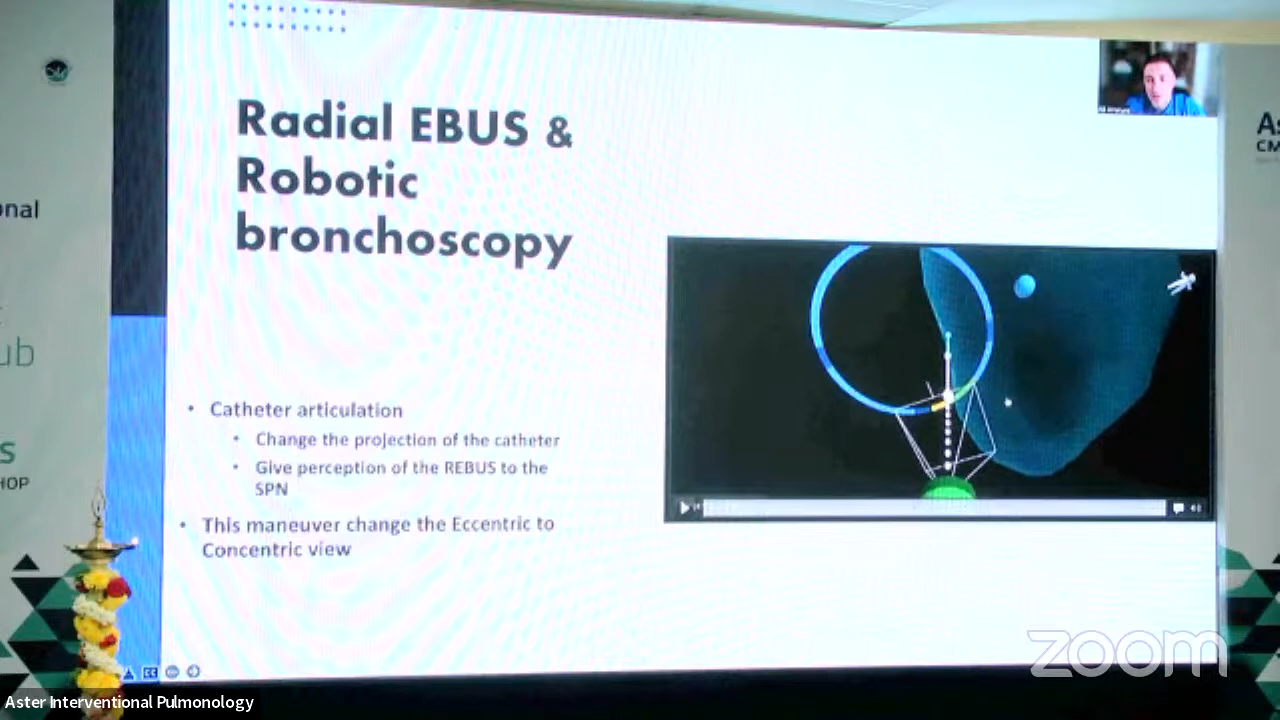 Radial EBUS &
Robotic
bronchoscopy
• Catheter articulation
• Change the projection of the catheter
• Give perception of the REBUS to the
SPN
• This maneuver change the Eccentric to
Concentric view
onal
ub
s
HOP
As
CM
zoom
Aster Interventional Pulmonology